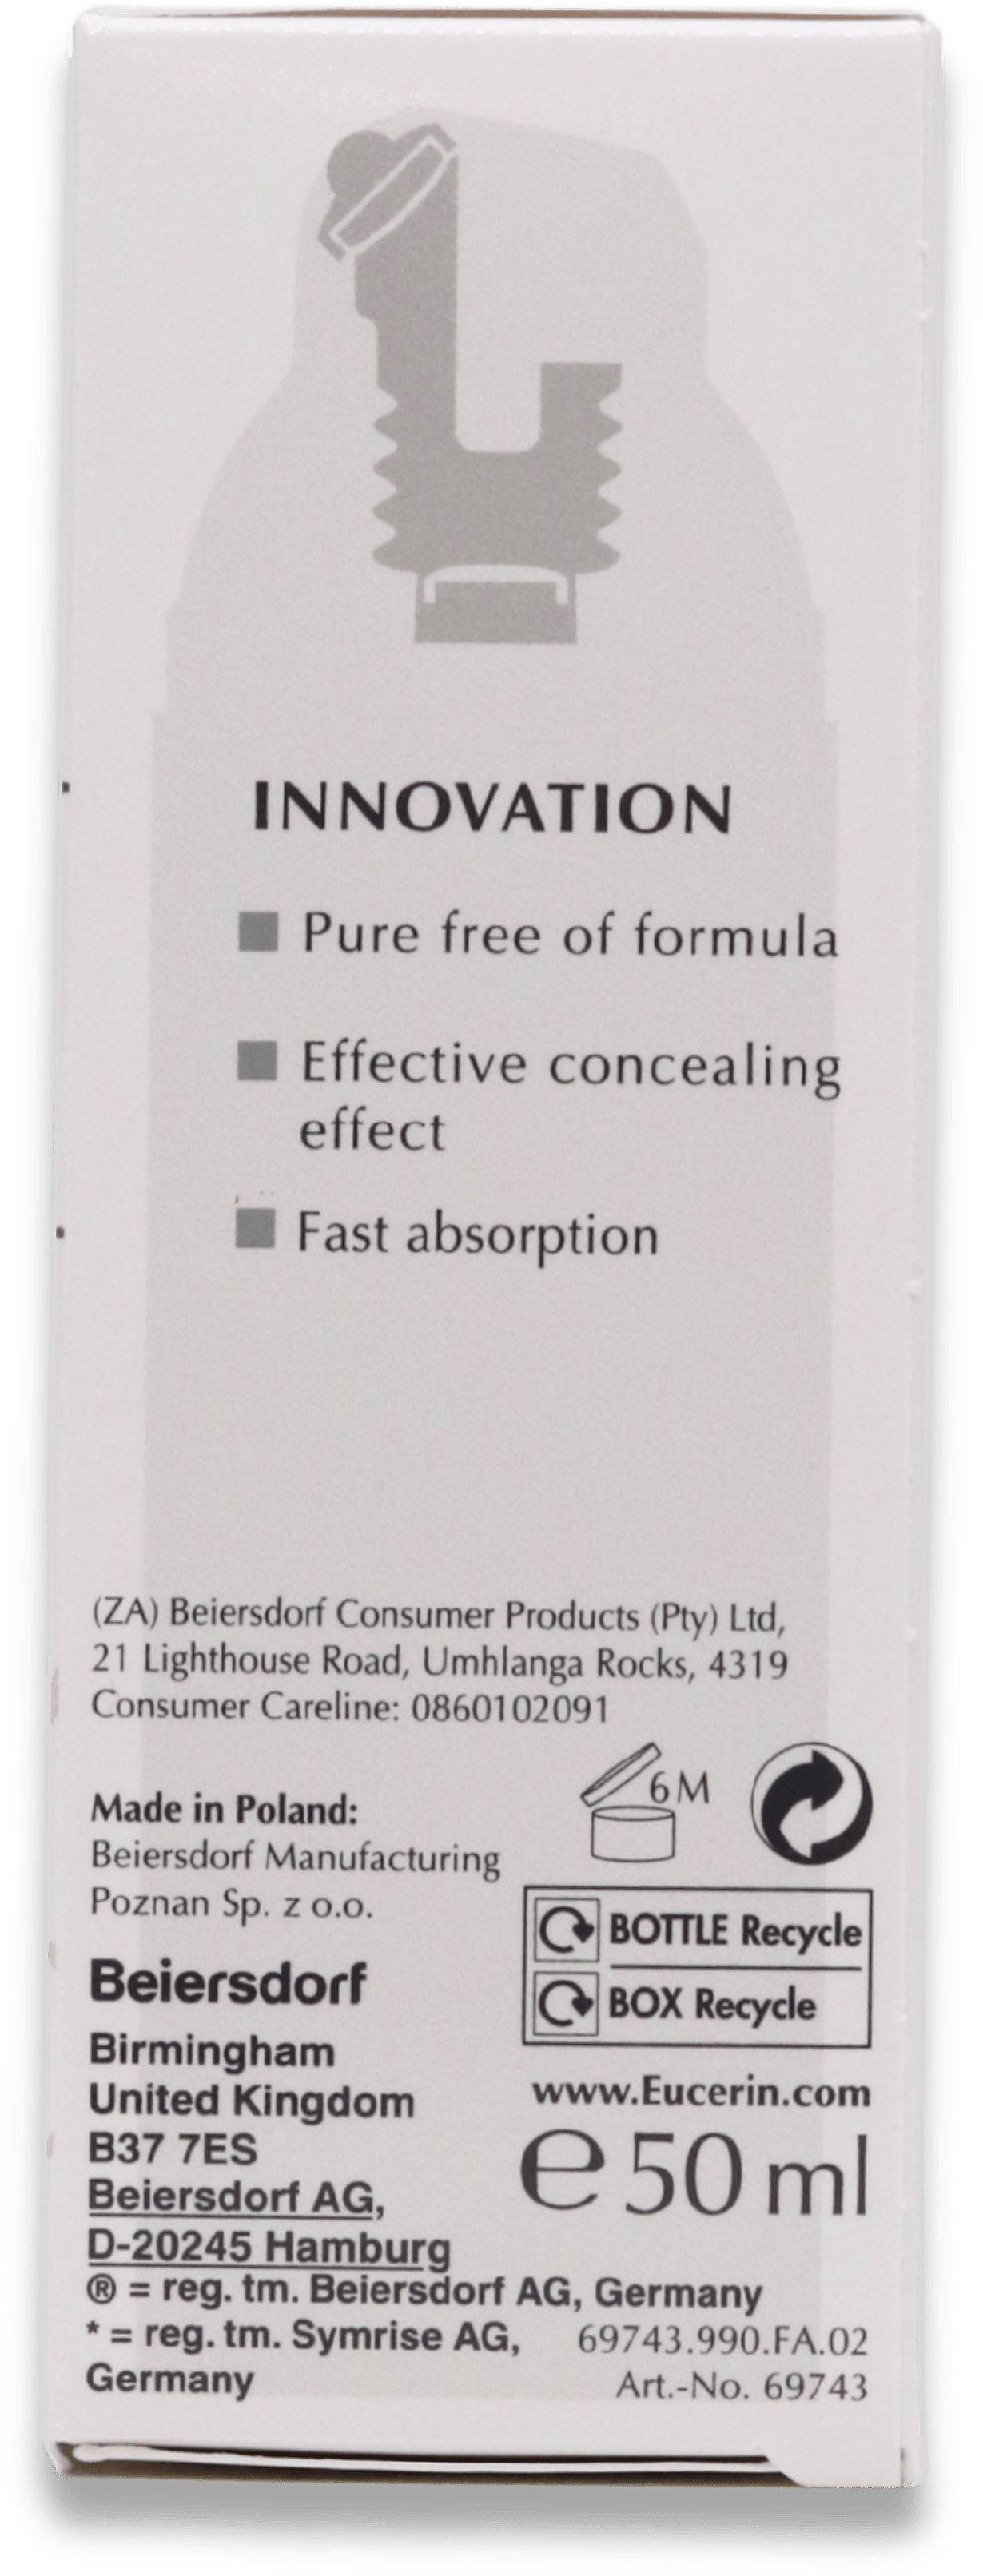 INNOVATION
Pure free of formula
Effective concealing
effect
Fast absorption
(ZA) Beiersdorf Consumer Products (Pty) Ltd,
21 Lighthouse Road, Umhlanga Rocks, 4319
Consumer Careline: 0860102091
6M
Made in Poland:
Beiersdorf Manufacturing
Poznan Sp. z o.o.
BOTTLE Recycle
BOX Recycle
Beiersdorf
Birmingham
United Kingdom
B37 7ES
Beiersdorf AG,
D-20245 Hamburg
www.Eucerin.com
℮ 50 ml
® = reg. tm. Beiersdorf AG, Germany
* = reg. tm. Symrise AG,
Germany
69743.990.FA.02
Art.-No. 69743